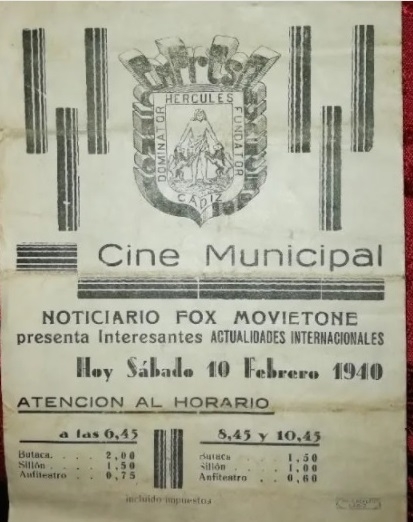 Empresa
HERCULES
DOMINATOR
FUNDATOR
CADIZ
Cine Municipal
NOTICIARIO FOX MOVIETONE
presenta Interesantes ACTUALIDADES INTERNACIONALES
Hoy Sábado 10 Febrero 1940
ATENCION AL HORARIO
a las 6,45
Butaca . . . . 2,00
Sillón . . . . 1,50
Anfiteatro . . 0,75
8,45 y 10,45
Butaca . . . . 1,50
Sillón . . . . 1,00
Anfiteatro . . 0,60
incluído impuestos